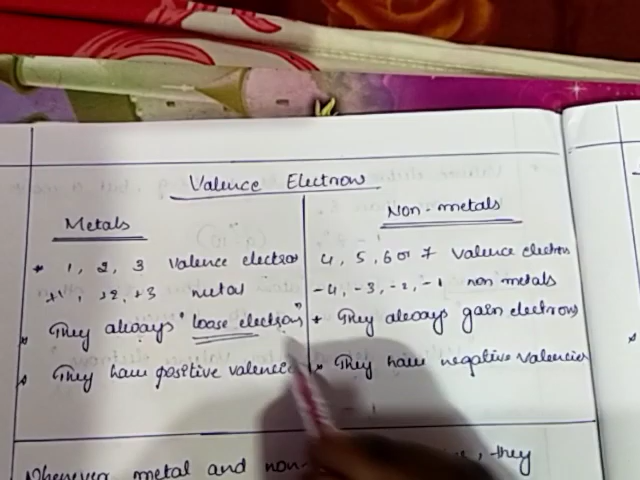 Valence Electron
Metals
Non-metals
* 1, 2, 3 valence electron
4, 5, 6 or 7 valence electrons
+1, +2, +3 metal
-4, -3, -2, -1 non metals
* They always "loose electrons"
* They always gain electrons
* They have positive valence
* They have negative valencies
Whenever metal and non-
, they